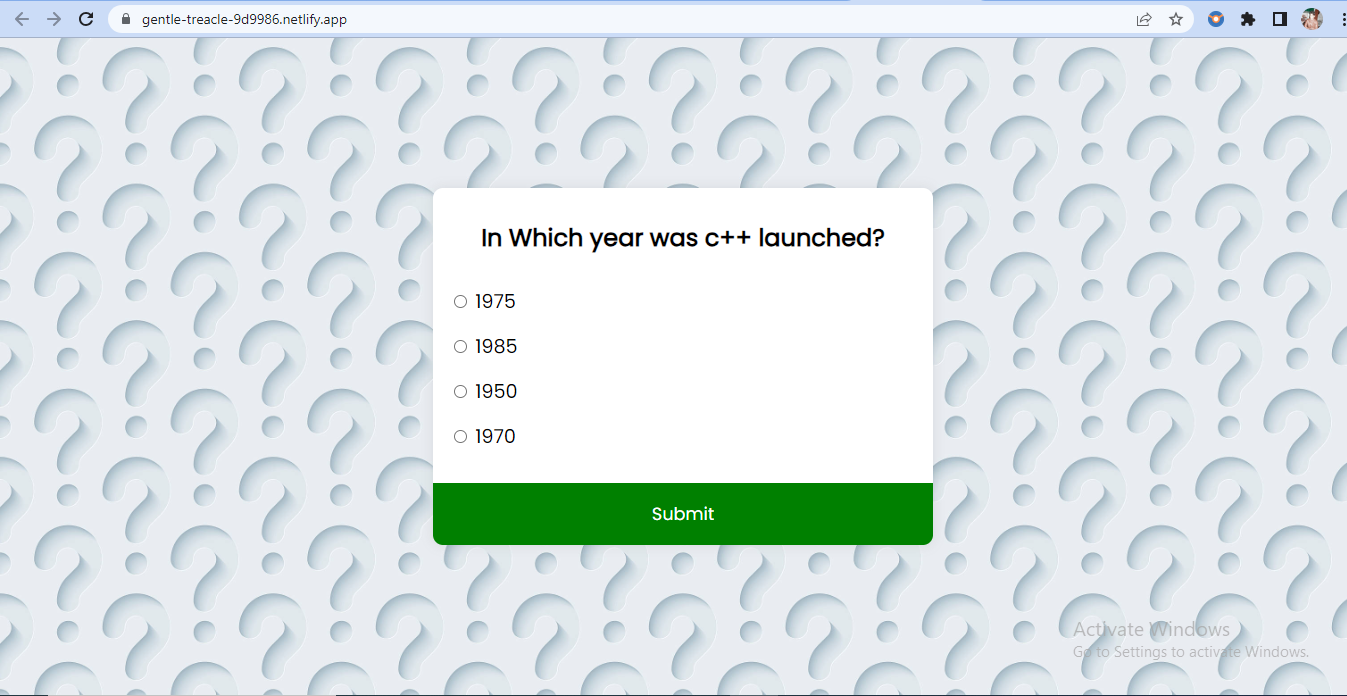 gentle-treacle-9d9986.netlify.app
In Which year was c++ launched?
1975
1985
1950
1970
Submit
Activate Windows
Go to Settings to activate Windows.